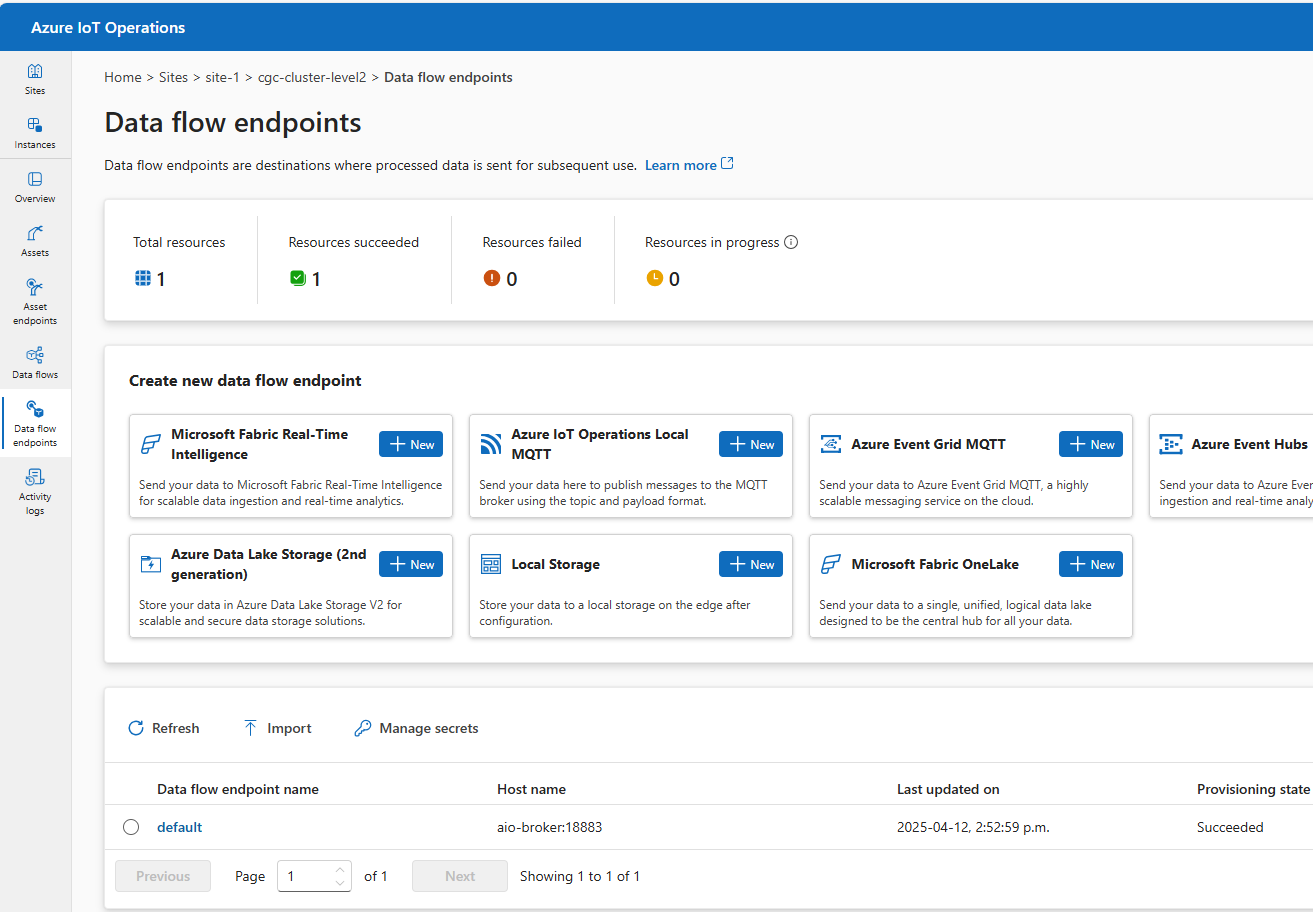 Azure IoT Operations
Sites
Instances
Overview
Assets
Asset
endpoints
Data flows
Data flow
endpoints
Activity
logs
Home > Sites > site-1 > cgc-cluster-level2 > Data flow endpoints
Data flow endpoints
Data flow endpoints are destinations where processed data is sent for subsequent use. Learn more
Total resources
1
Resources succeeded
1
Resources failed
0
Resources in progress
0
Create new data flow endpoint
Microsoft Fabric Real-Time
Intelligence
New
Send your data to Microsoft Fabric Real-Time Intelligence
for scalable data ingestion and real-time analytics.
Azure IoT Operations Local
MQTT
New
Send your data here to publish messages to the MQTT
broker using the topic and payload format.
Azure Event Grid MQTT
New
Send your data to Azure Event Grid MQTT, a highly
scalable messaging service on the cloud.
Azure Event Hubs
Send your data to Azure
ingestion and real-time
Azure Data Lake Storage (2nd
generation)
New
Store your data in Azure Data Lake Storage V2 for
scalable and secure data storage solutions.
Local Storage
New
Store your data to a local storage on the edge after
configuration.
Microsoft Fabric OneLake
New
Send your data to a single, unified, logical data lake
designed to be the central hub for all your data.
Refresh Import Manage secrets
Data flow endpoint name Host name Last updated on Provisioning state
default aio-broker:18883 2025-04-12, 2:52:59 p.m. Succeeded
Previous Page 1 of 1 Next Showing 1 to 1 of 1